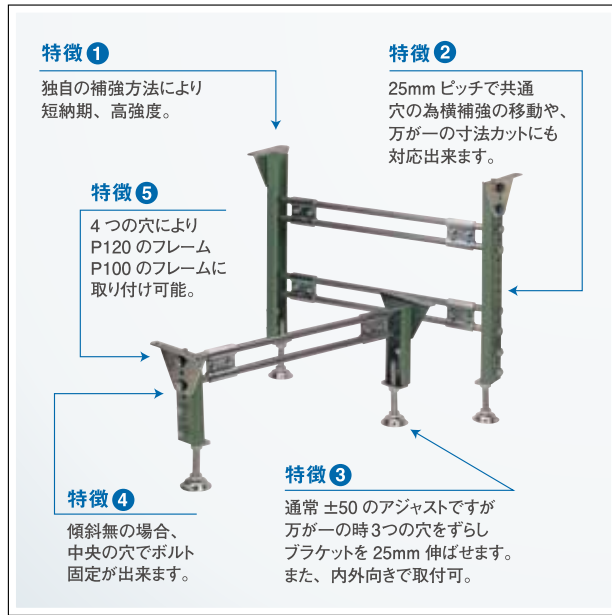 特徴❶
独自の補強方法により
短納期、高強度。
特徴❷
25mm ピッチで共通
穴の為横補強の移動や、
万が一の寸法カットにも
対応出来ます。
特徴❺
4つの穴により
P120 のフレーム
P100 のフレームに
取り付け可能。
特徴❹
傾斜無の場合、
中央の穴でボルト
固定が出来ます。
特徴❸
通常 ±50 のアジャストですが
万が一の時3つの穴をずらし
ブラケットを 25mm 伸ばせます。
また、内外向きで取付可。